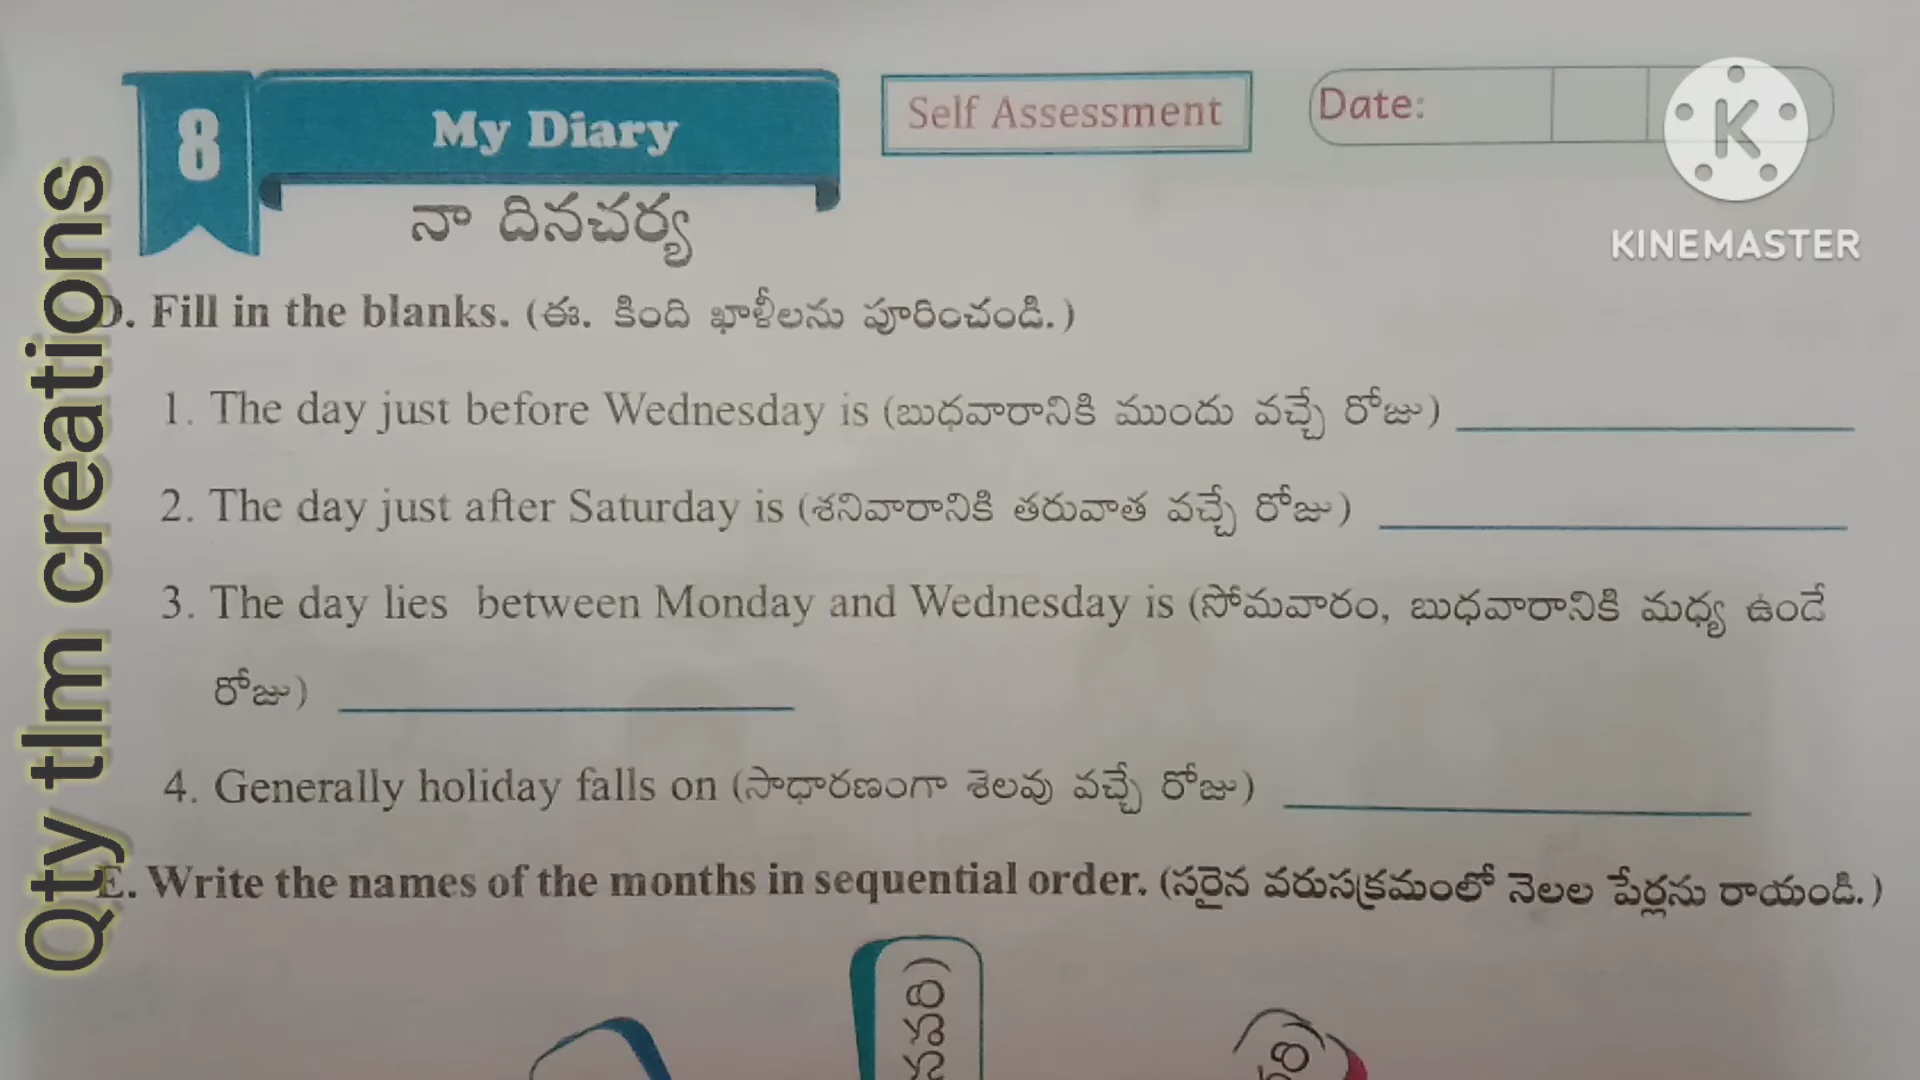 8
My Diary
Self Assessment
Date:
KINEMASTER
నా దినచర్య
D. Fill in the blanks. (ఈ. కింది ఖాళీలను పూరించండి.)
1. The day just before Wednesday is (బుధవారానికి ముందు వచ్చే రోజు)
2. The day just after Saturday is (శనివారానికి తరువాత వచ్చే రోజు)
3. The day lies between Monday and Wednesday is (సోమవారం, బుధవారానికి మధ్య ఉండే
రోజు)
4. Generally holiday falls on (సాధారణంగా శెలవు వచ్చే రోజు)
E. Write the names of the months in sequential order. (సరైన వరుసక్రమంలో నెలల పేర్లను రాయండి.)
Qty tlm creations